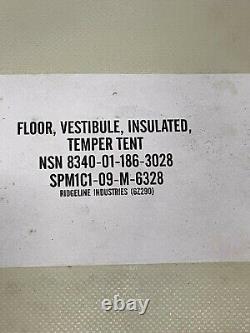 FLOOR, VESTIBULE, INSULATED,
TEMPER TENT
NSN 8340-01-186-3028
SPM1C1-09-M-6328
RIDGELINE INDUSTRIES (6Z290)